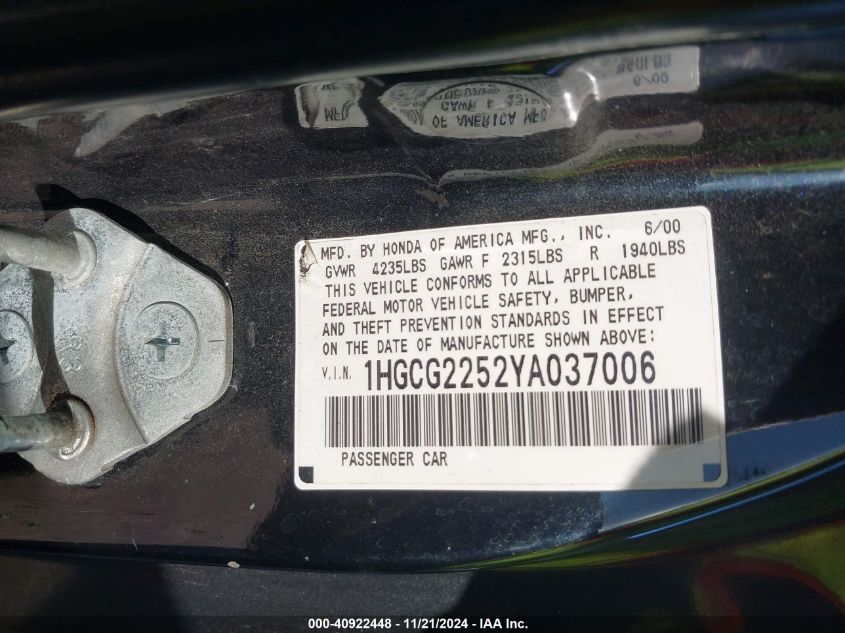 MFD. BY HONDA OF AMERICA MFG., INC. 6/00
GVWR 4235LBS GAWR F 2315LBS R 1940LBS
THIS VEHICLE CONFORMS TO ALL APPLICABLE
FEDERAL MOTOR VEHICLE SAFETY, BUMPER,
AND THEFT PREVENTION STANDARDS IN EFFECT
ON THE DATE OF MANUFACTURE SHOWN ABOVE:
V.I.N. 1HGCG2252YA037006
PASSENGER CAR
000-40922448 - 11/21/2024 - IAA Inc.